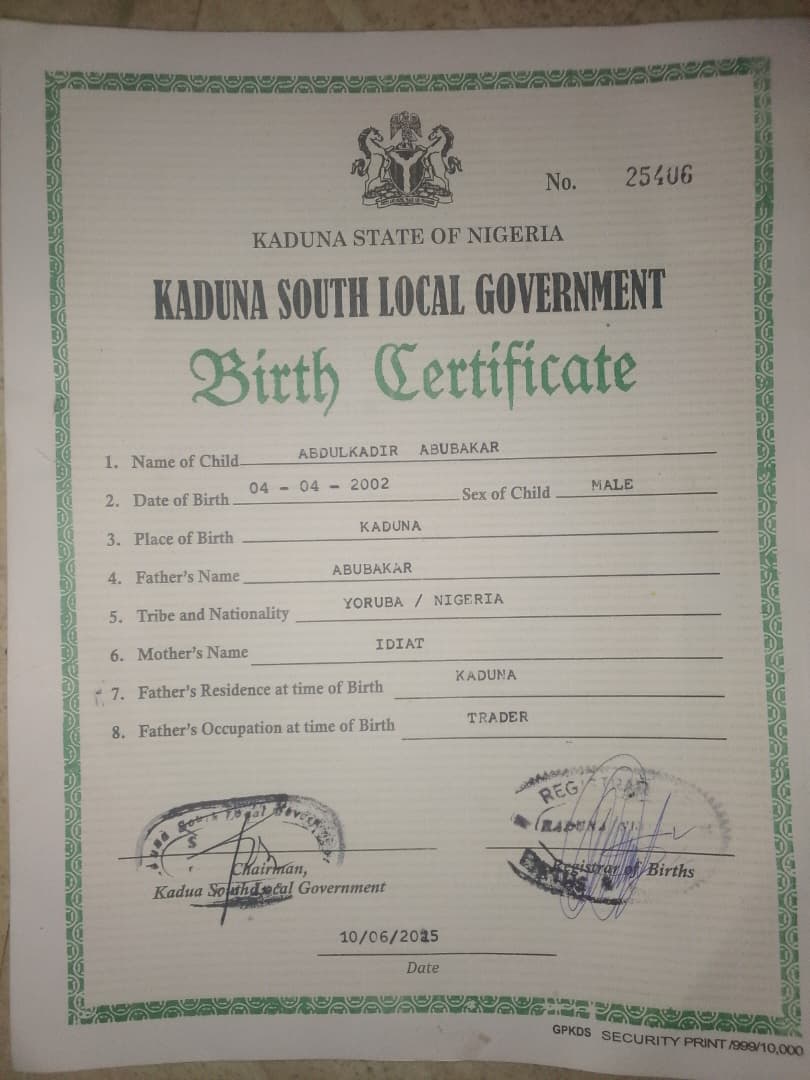 No. 25406
KADUNA STATE OF NIGERIA
KADUNA SOUTH LOCAL GOVERNMENT
Birth Certificate
1. Name of Child ABDULKADIR ABUBAKAR
2. Date of Birth 04 - 04 - 2002 Sex of Child MALE
3. Place of Birth KADUNA
4. Father's Name ABUBAKAR
5. Tribe and Nationality YORUBA / NIGERIA
6. Mother's Name IDIAT
7. Father's Residence at time of Birth KADUNA
8. Father's Occupation at time of Birth TRADER
REGISTRAR
KADUNA
Chairman,
Kadua South Local Government
Registrar of Births
10/06/2015
Date
GPKDS SECURITY PRINT /999/10,000